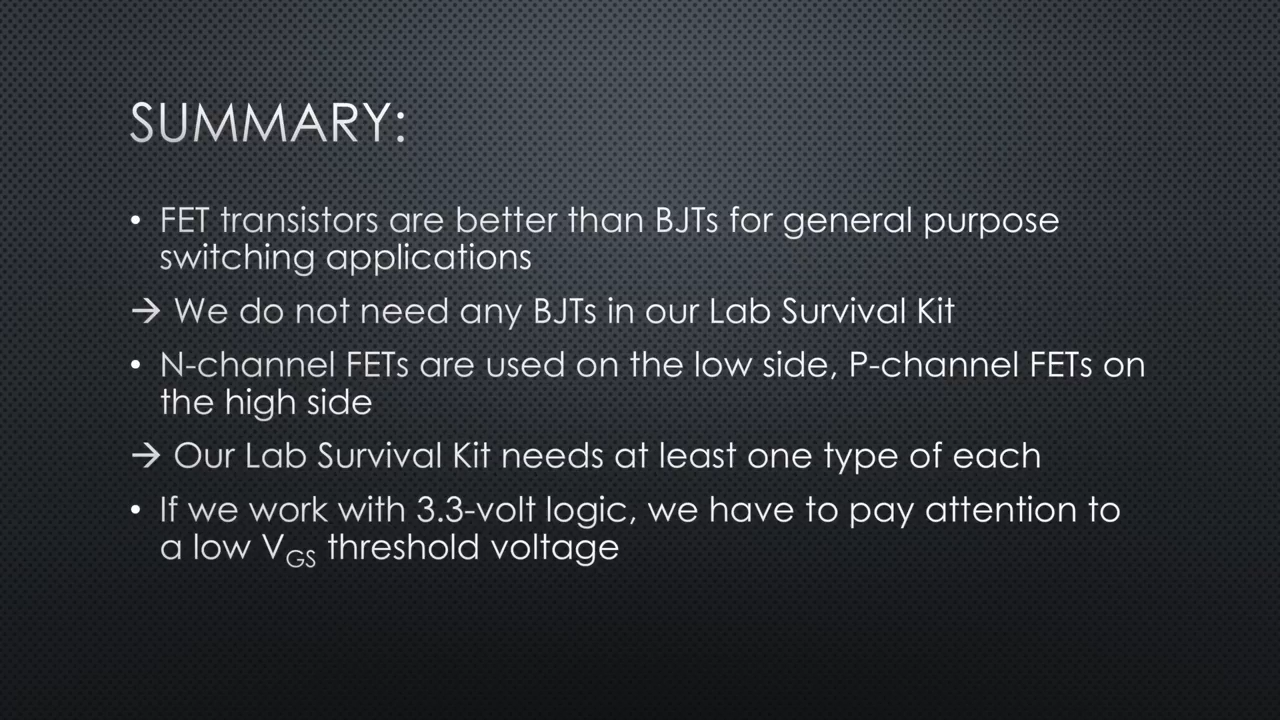 SUMMARY:
• FET transistors are better than BJTs for general purpose
switching applications
→ We do not need any BJTs in our Lab Survival Kit
• N-channel FETs are used on the low side, P-channel FETs on
the high side
→ Our Lab Survival Kit needs at least one type of each
• If we work with 3.3-volt logic, we have to pay attention to
a low VGS threshold voltage